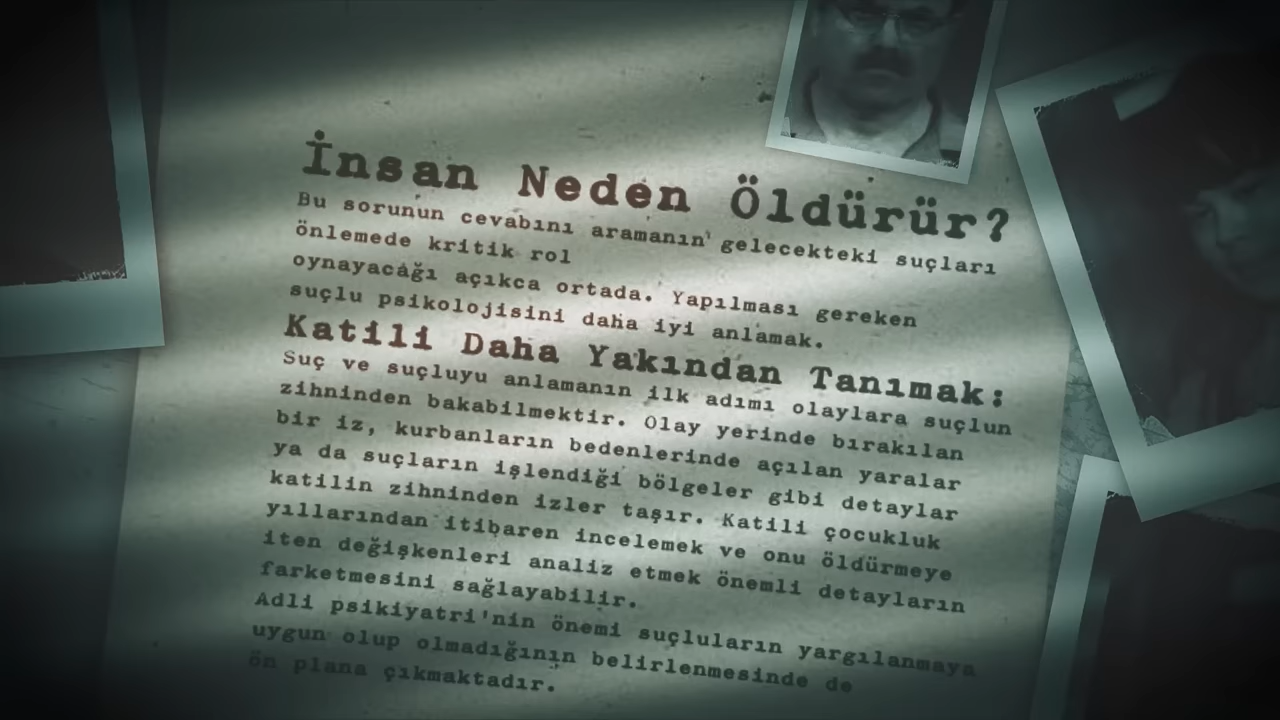 İnsan Neden Öldürür?
Bu sorunun cevabını aramanın gelecekteki suçları
önlemede kritik rol
oynayacağı açıkca ortada. Yapılması gereken
suçlu psikolojisini daha iyi anlamak.
Katili Daha Yakından Tanımak:
Suç ve suçluyu anlamanın ilk adımı olaylara suçlun
zihninden bakabilmektir. Olay yerinde bırakılan
bir iz, kurbanların bedenlerinde açılan yaralar
ya da suçların işlendiği bölgeler gibi detaylar
katilin zihninden izler taşır. Katili çocukluk
yıllarından itibaren incelemek ve onu öldürmeye
iten değişkenleri analiz etmek önemli detayların
farketmesini sağlayabilir.
Adli psikiyatri'nin önemi suçluların yargılanmaya
uygun olup olmadığının belirlenmesinde de
ön plana çıkmaktadır.